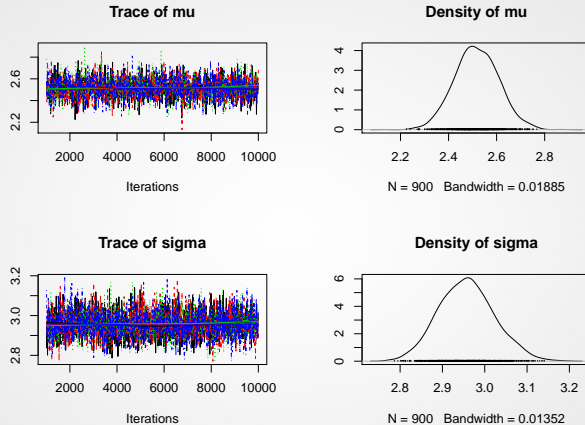 Trace of mu
2.2 2.6
2000 4000 6000 8000 10000
Iterations
Density of mu
0 1 2 3 4
2.2 2.4 2.6 2.8
N = 900 Bandwidth = 0.01885
Trace of sigma
2.8 3.0 3.2
2000 4000 6000 8000 10000
Iterations
Density of sigma
0 2 4 6
2.8 2.9 3.0 3.1 3.2
N = 900 Bandwidth = 0.01352